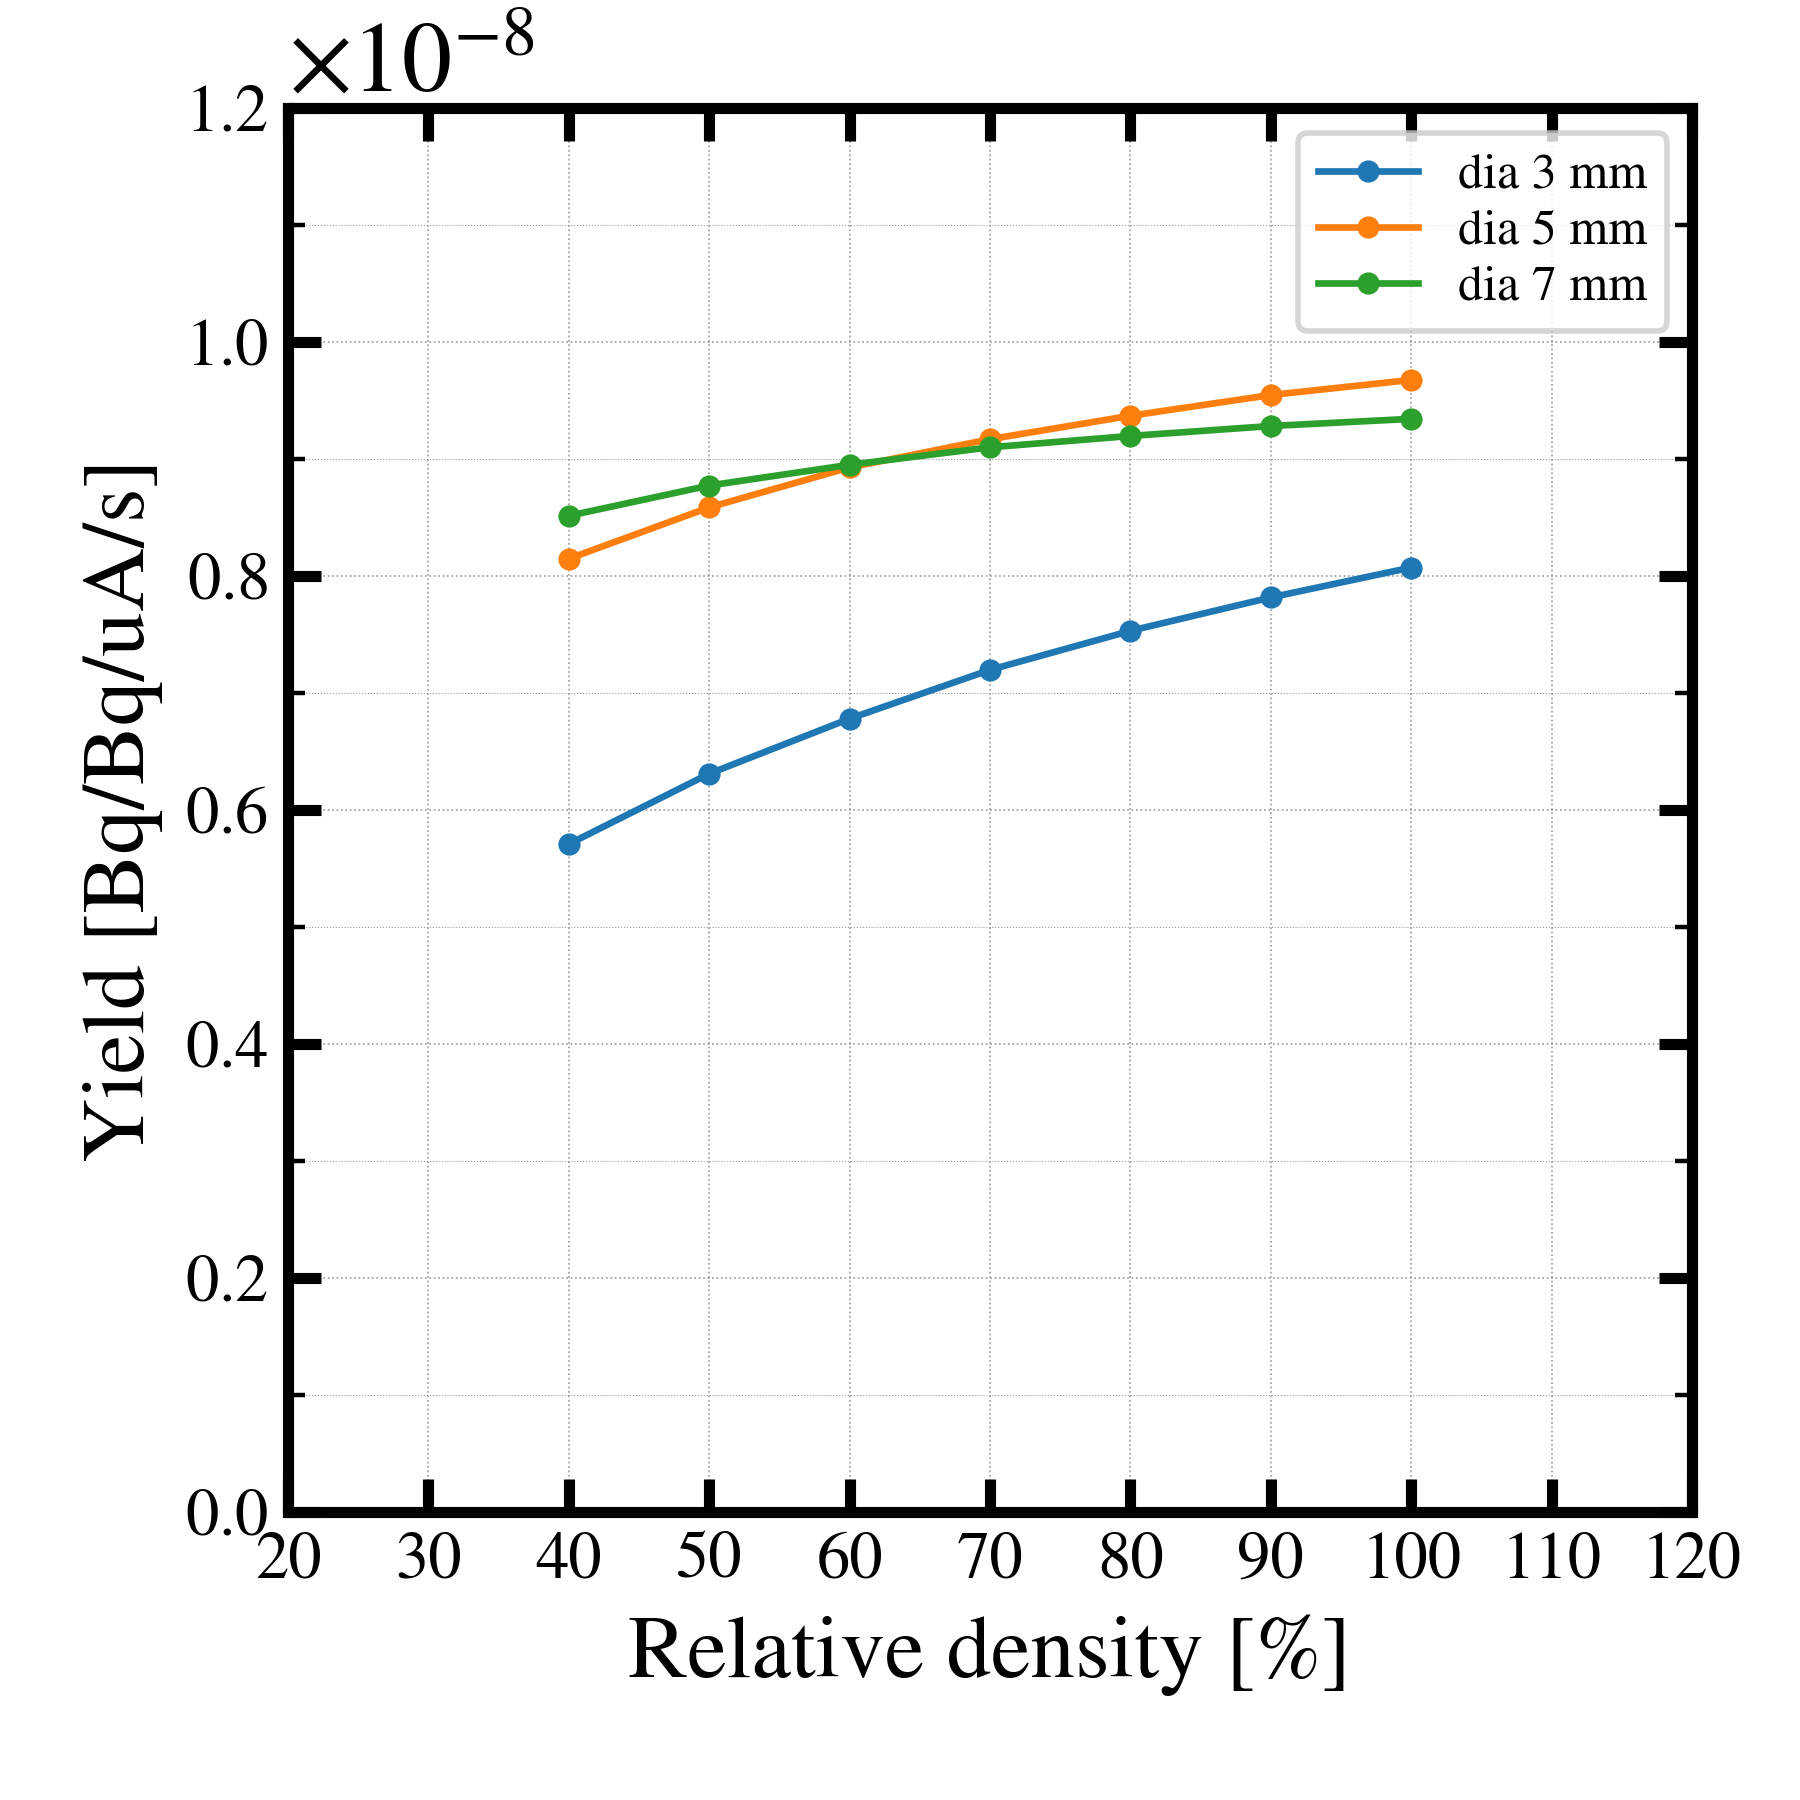 ×10⁻⁸
1.2
1.0
0.8
0.6
0.4
0.2
0.0
Yield [Bq/Bq/uA/s]
dia 3 mm
dia 5 mm
dia 7 mm
20 30 40 50 60 70 80 90 100 110 120
Relative density [%]